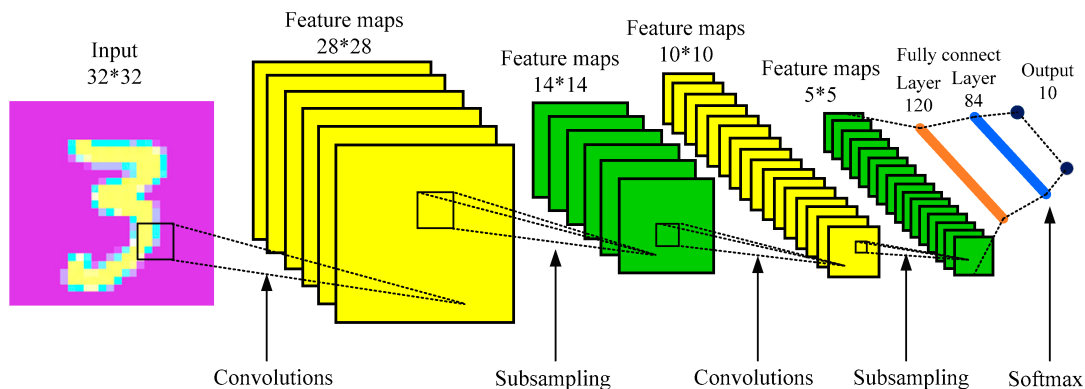 Input
32*32
Feature maps
28*28
Feature maps
14*14
Feature maps
10*10
Feature maps
5*5
Fully connect
Layer
120
Layer
84
Output
10
Convolutions
Subsampling
Convolutions
Subsampling
Softmax